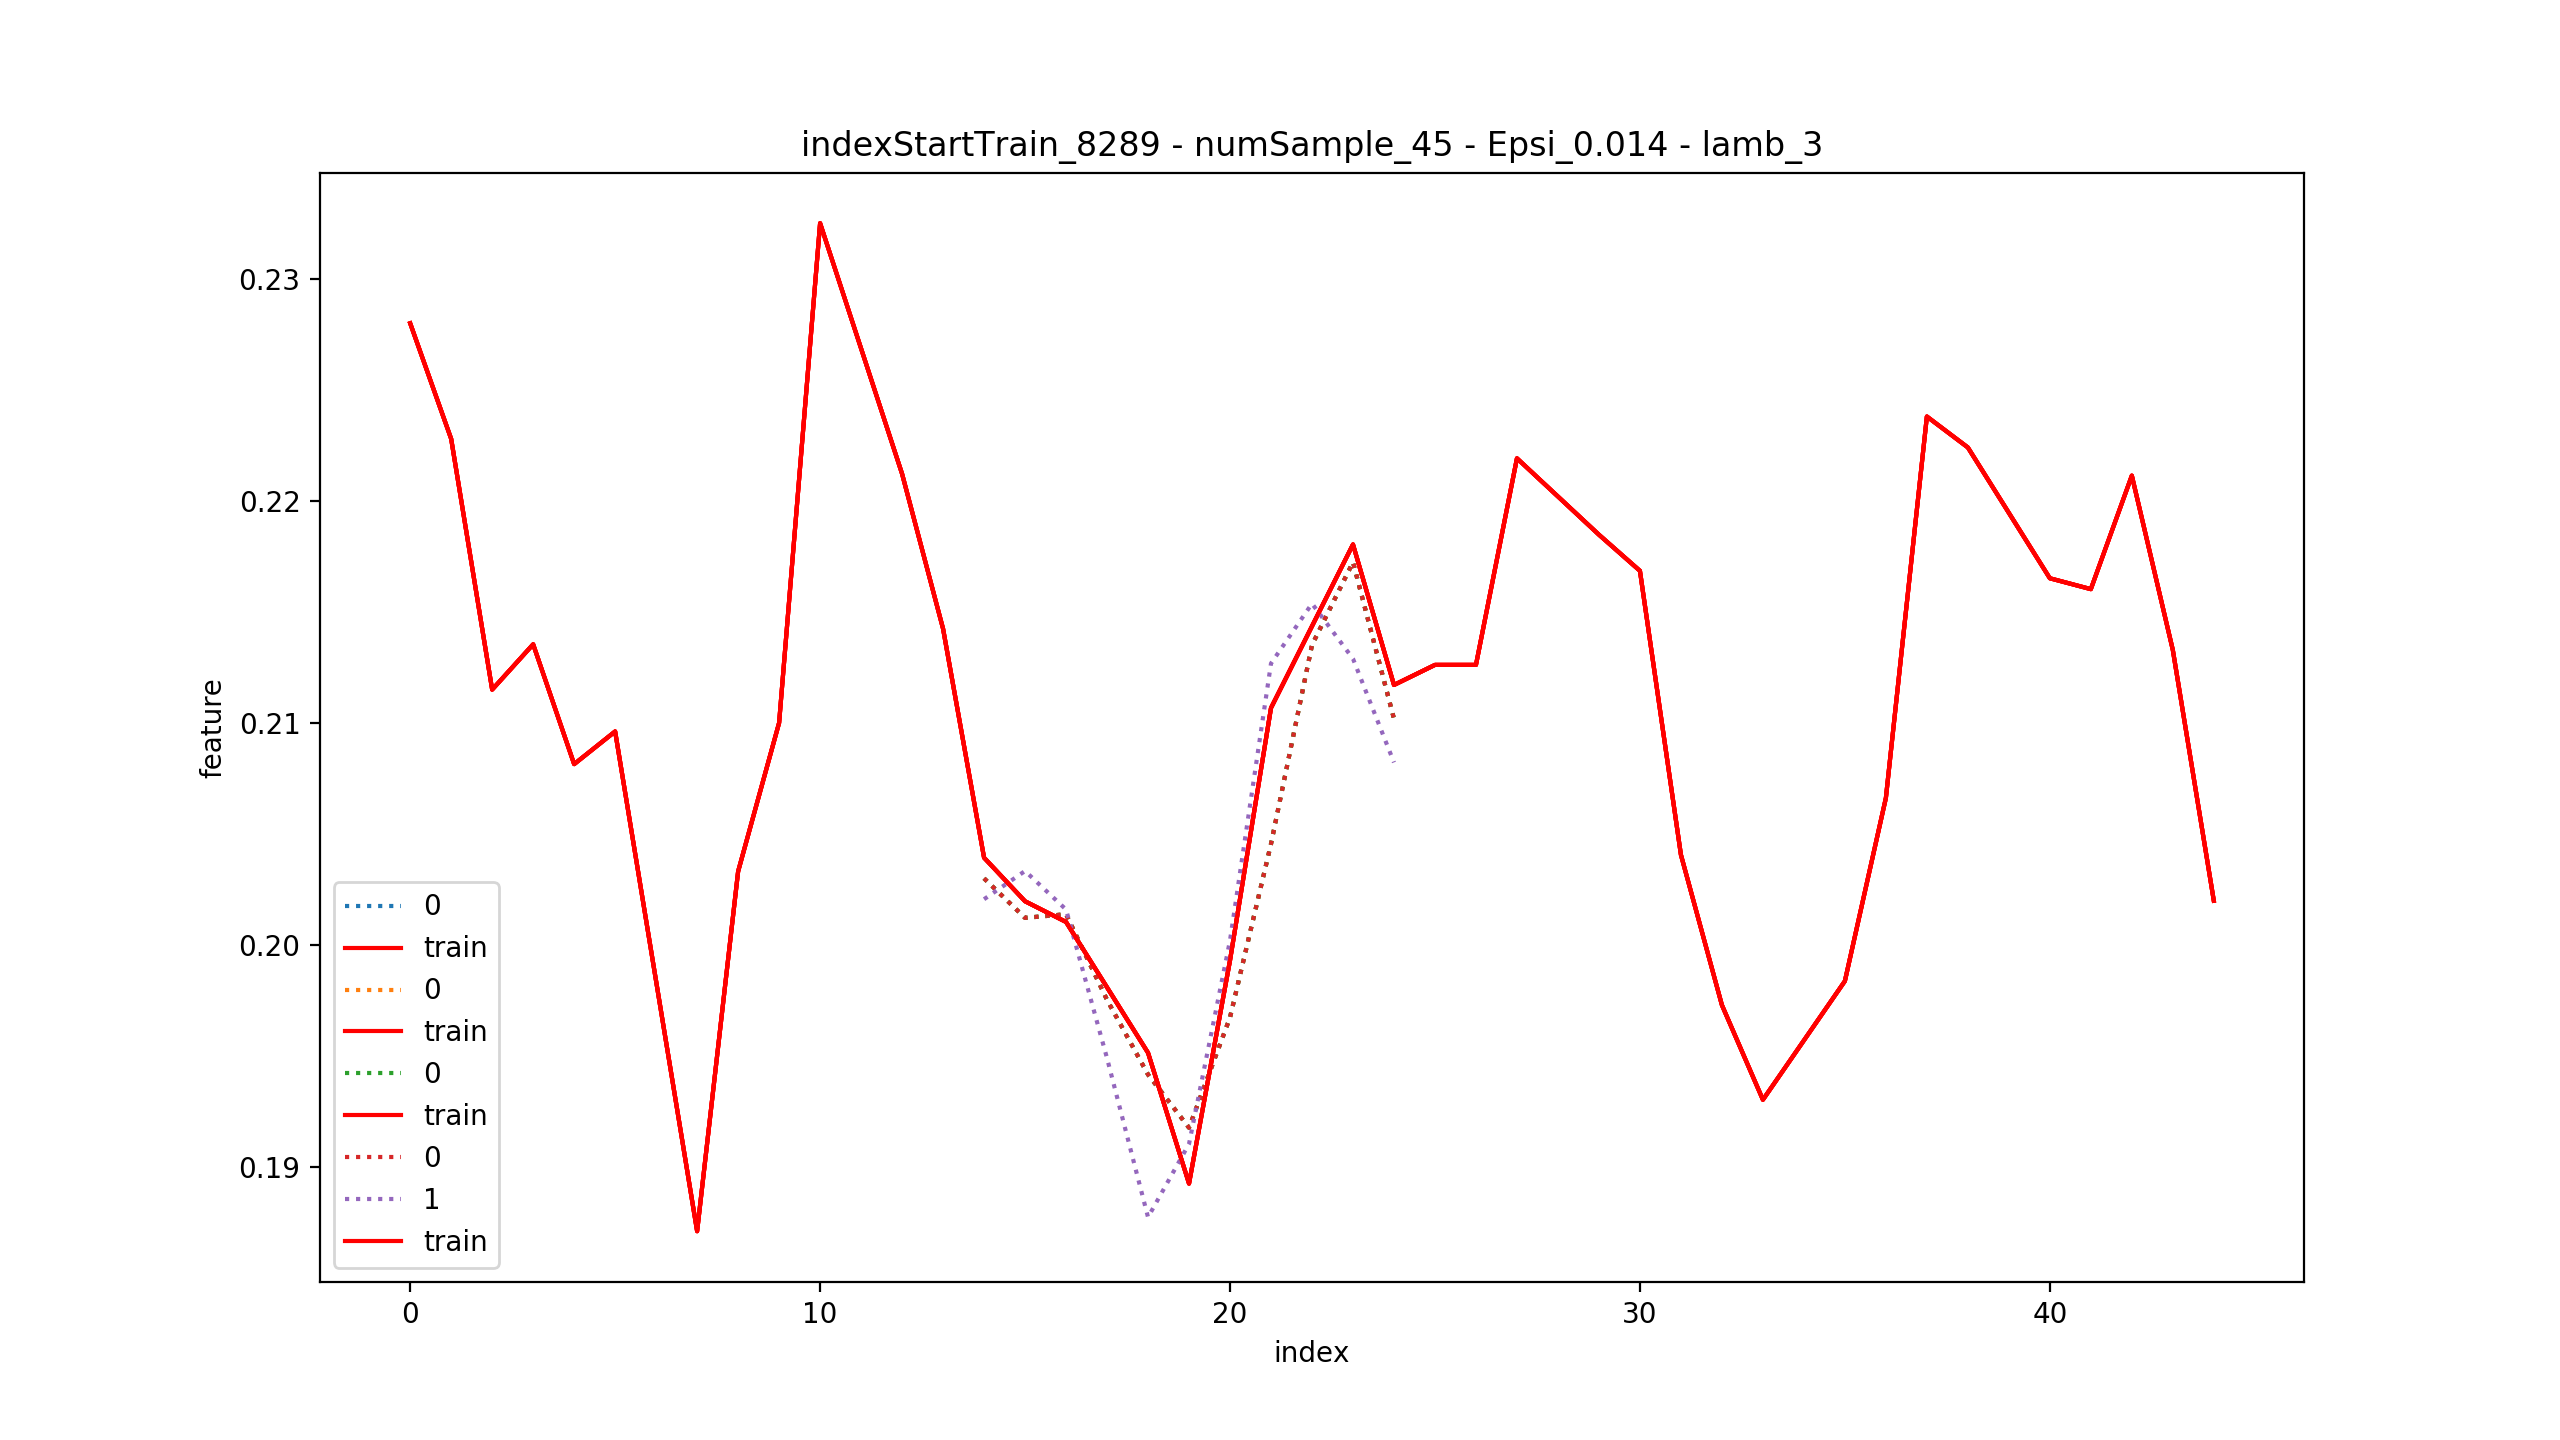 indexStartTrain_8289 - numSample_45 - Epsi_0.014 - lamb_3
0.23
0.22
0.21
0.20
0.19
feature
0
train
0
train
0
train
0
1
train
0 10 20 30 40
index